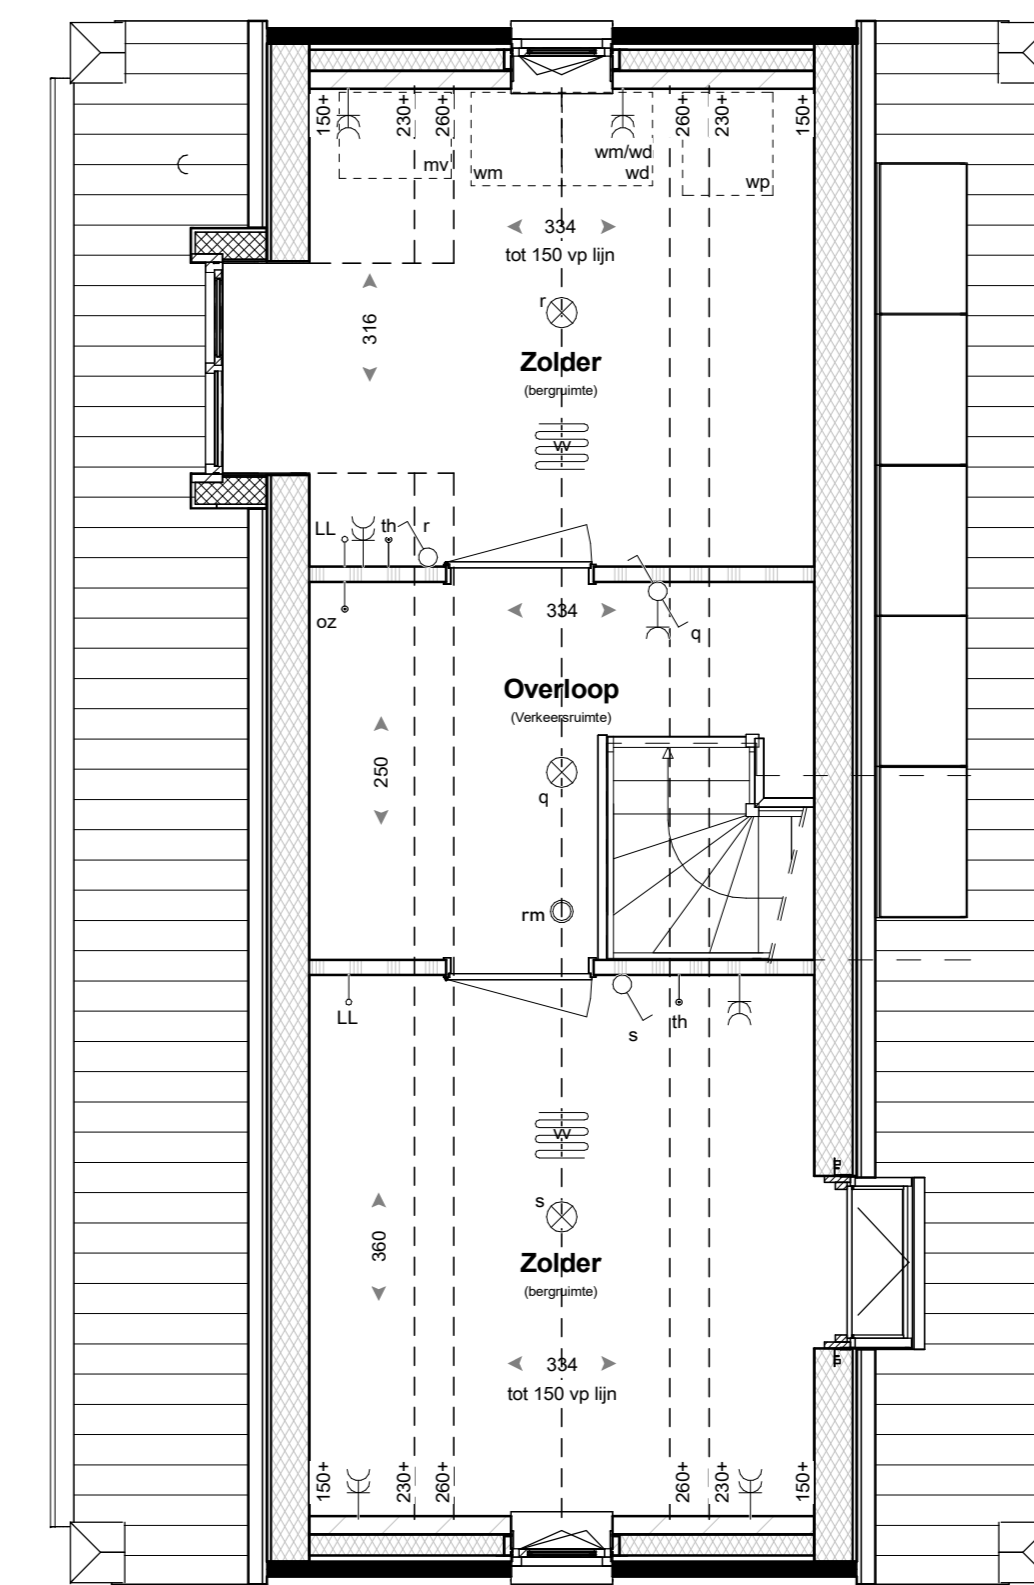 150+ 230+ 260+ 260+ 230+ 150+
mv wm wm/wd
wd wp
334
tot 150 vp lijn
r
316
Zolder
(bergruimte)
vv
LL th r
334
oz q
Overloop
(Verkeersruimte)
250
q
rm
LL s th
vv
s
360
Zolder
(bergruimte)
334
tot 150 vp lijn
150+ 230+ 260+ 260+ 230+ 150+